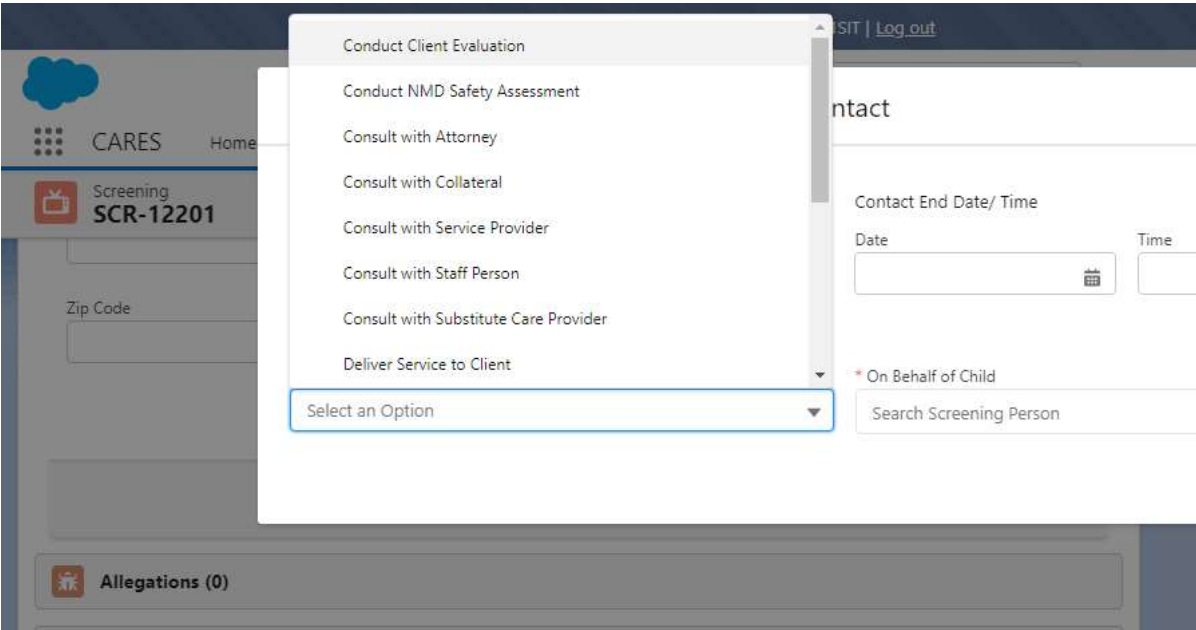 SIT | Log out
Conduct Client Evaluation
Conduct NMD Safety Assessment
Consult with Attorney
Consult with Collateral
Consult with Service Provider
Consult with Staff Person
Consult with Substitute Care Provider
Deliver Service to Client
Select an Option
ntact
CARES
Home
Screening
SCR-12201
Contact End Date/ Time
Date
Time
Zip Code
* On Behalf of Child
Search Screening Person
Allegations (0)